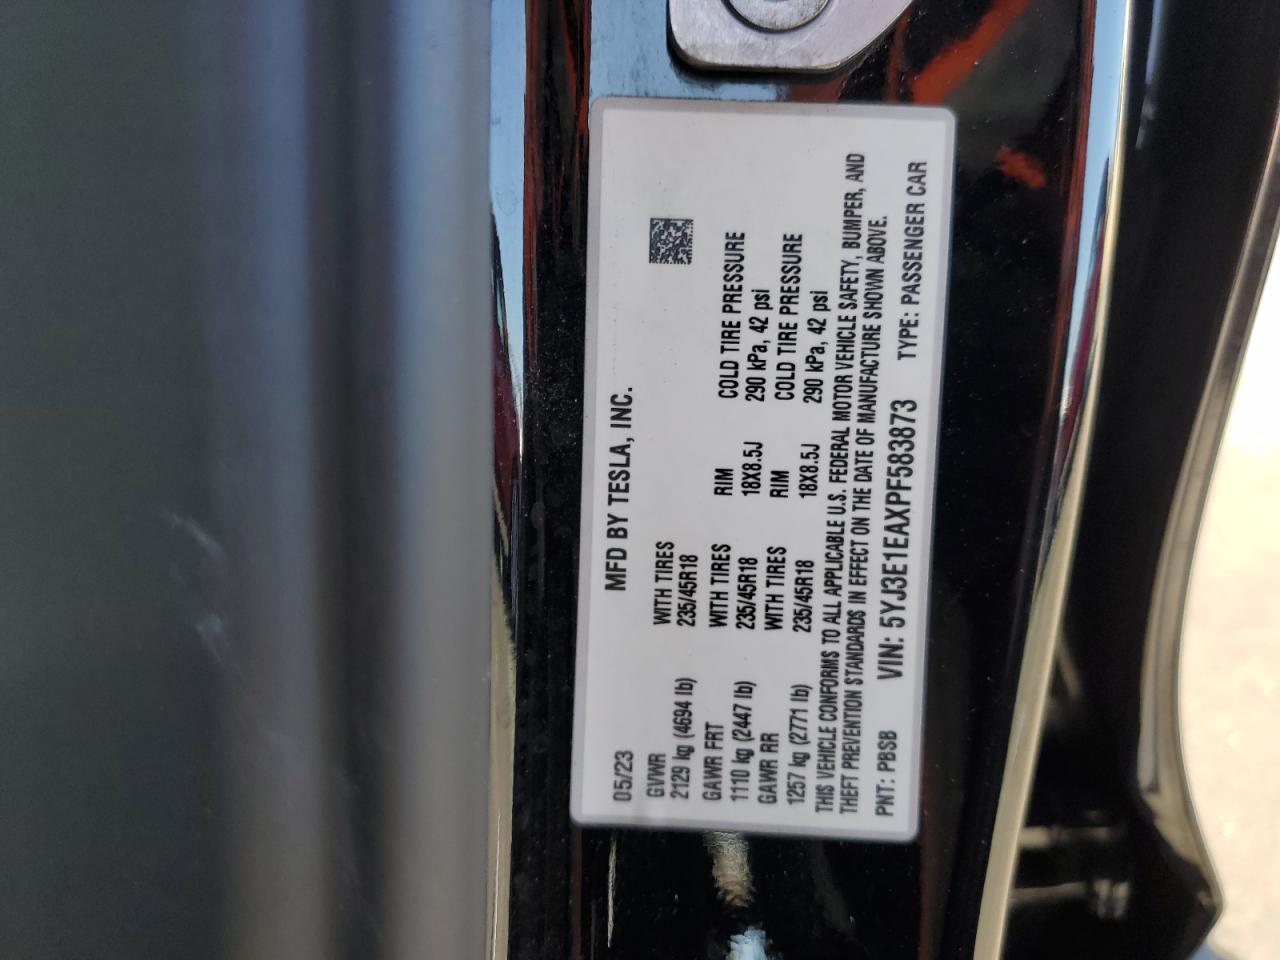 MFD BY TESLA, INC.
05/23
GVWR
2129 kg (4694 lb) WITH TIRES 235/45R18
GAWR FRT WITH TIRES RIM COLD TIRE PRESSURE
1110 kg (2447 lb) 235/45R18 18X8.5J 290 kPa, 42 psi
GAWR RR WITH TIRES RIM COLD TIRE PRESSURE
1257 kg (2771 lb) 235/45R18 18X8.5J 290 kPa, 42 psi
THIS VEHICLE CONFORMS TO ALL APPLICABLE U.S. FEDERAL MOTOR VEHICLE SAFETY, BUMPER, AND
THEFT PREVENTION STANDARDS IN EFFECT ON THE DATE OF MANUFACTURE SHOWN ABOVE.
PNT: PBSB VIN: 5YJ3E1EAXPF583873 TYPE: PASSENGER CAR